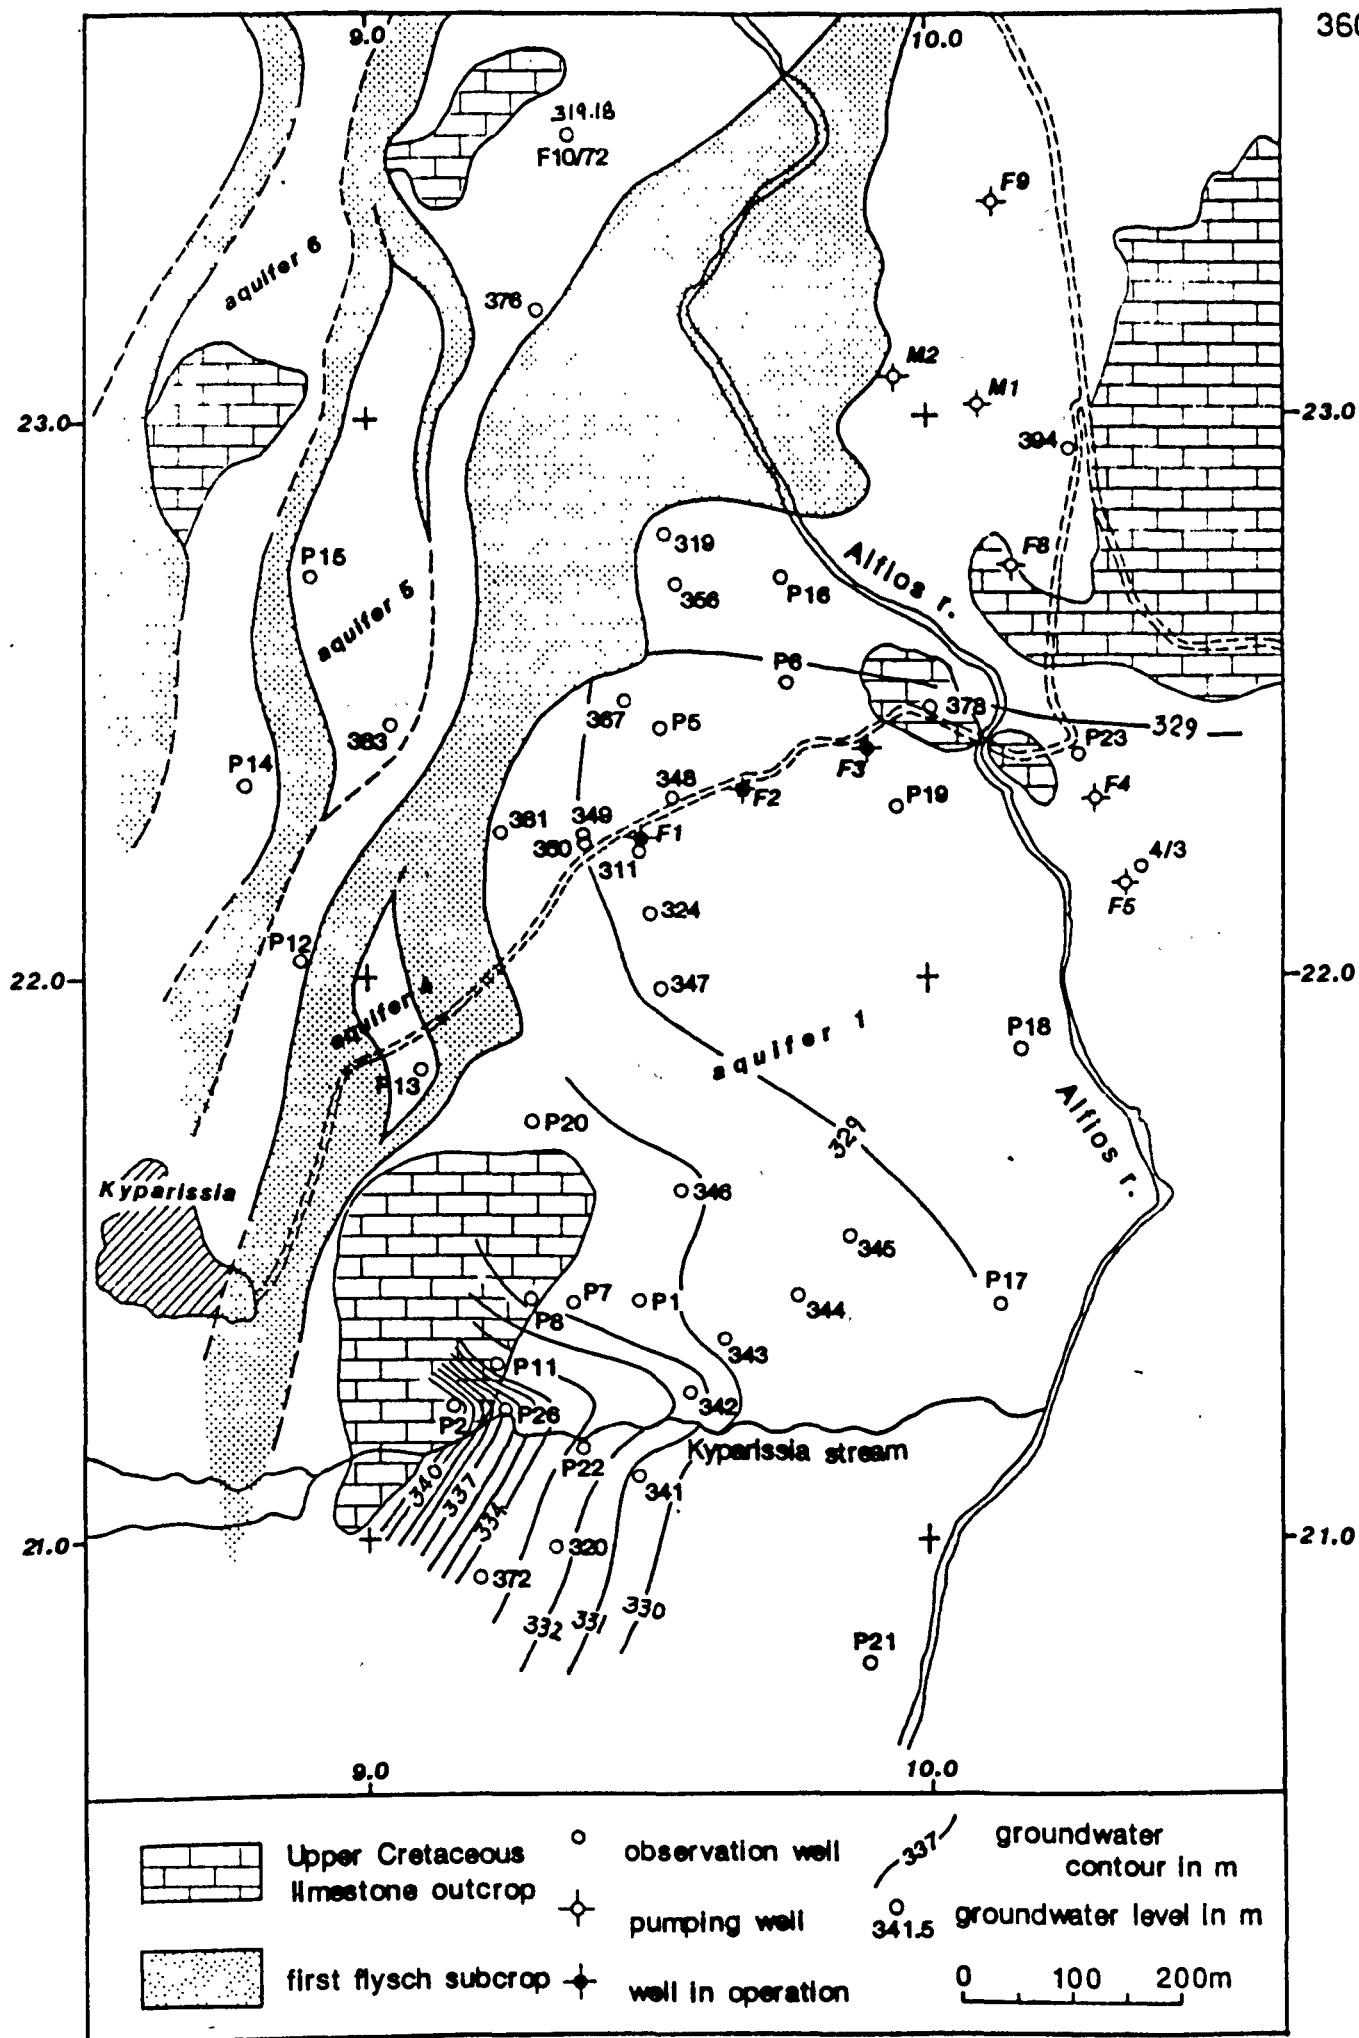 360
9.0
10.0
319.18
F10/72
F9
aquifer 6
376
M2
M1
23.0
23.0
394
P15
319
356
P16
Alfios r.
F8
aquifer 5
P6
367
P5
378
329
P23
383
P14
348
F2
F3
P19
F4
381
349
350
F1
311
4/3
F5
324
P12
22.0
22.0
347
aquifer 4
aquifer 1
P18
P13
Alfios r.
P20
329
Kyparissia
346
345
P17
P7
P8
P1
344
343
P11
342
P2
P26
Kyparissia stream
P22
340
337
334
341
21.0
21.0
320
372
332
331
330
P21
9.0
10.0
Upper Cretaceous
limestone outcrop
observation well
337
groundwater
contour in m
pumping well
341.5
groundwater level in m
first flysch subcrop
well in operation
0 100 200m